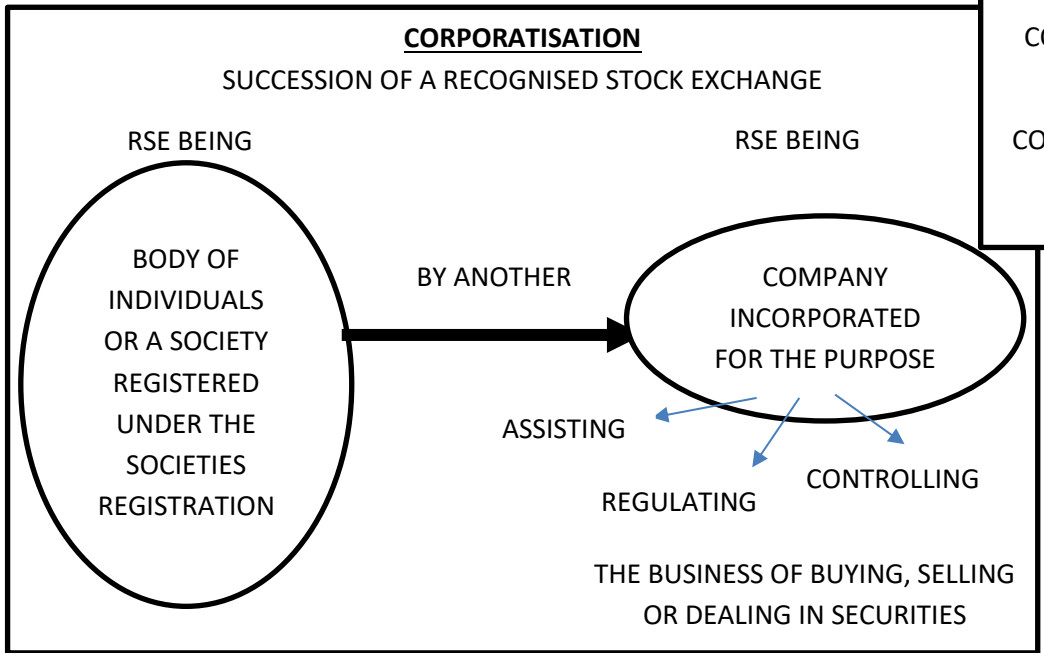 CORPORATISATION
SUCCESSION OF A RECOGNISED STOCK EXCHANGE
RSE BEING
RSE BEING
BODY OF
INDIVIDUALS
OR A SOCIETY
REGISTERED
UNDER THE
SOCIETIES
REGISTRATION
BY ANOTHER
COMPANY
INCORPORATED
FOR THE PURPOSE
ASSISTING
REGULATING
CONTROLLING
THE BUSINESS OF BUYING, SELLING
OR DEALING IN SECURITIES